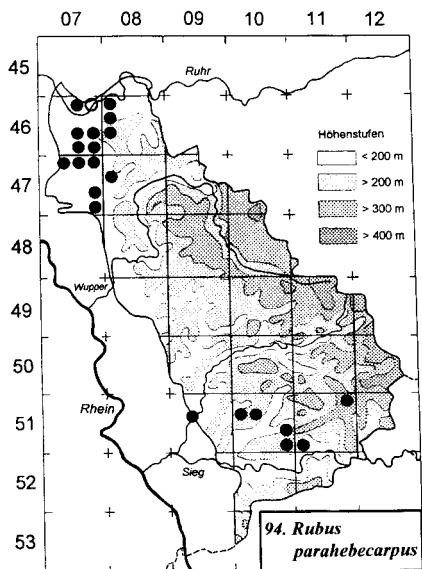 07 08 09 10 11 12
45
Ruhr
46
Höhenstufen
< 200 m
47
> 200 m
> 300 m
48
> 400 m
Wupper
49
50
Rhein
51
Sieg
52
94. Rubus
53
parahebecarpus